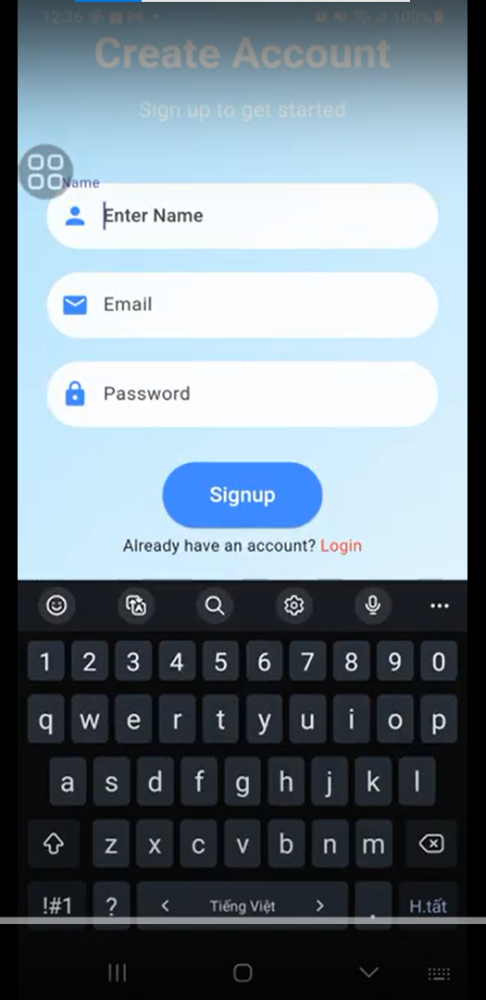 12:36 100%
Create Account
Sign up to get started
Name
Enter Name
Email
Password
Signup
Already have an account? Login
1 2 3 4 5 6 7 8 9 0
q w e r t y u i o p
a s d f g h j k l
z x c v b n m
!#1 ? < Tiếng Việt > . H.tất